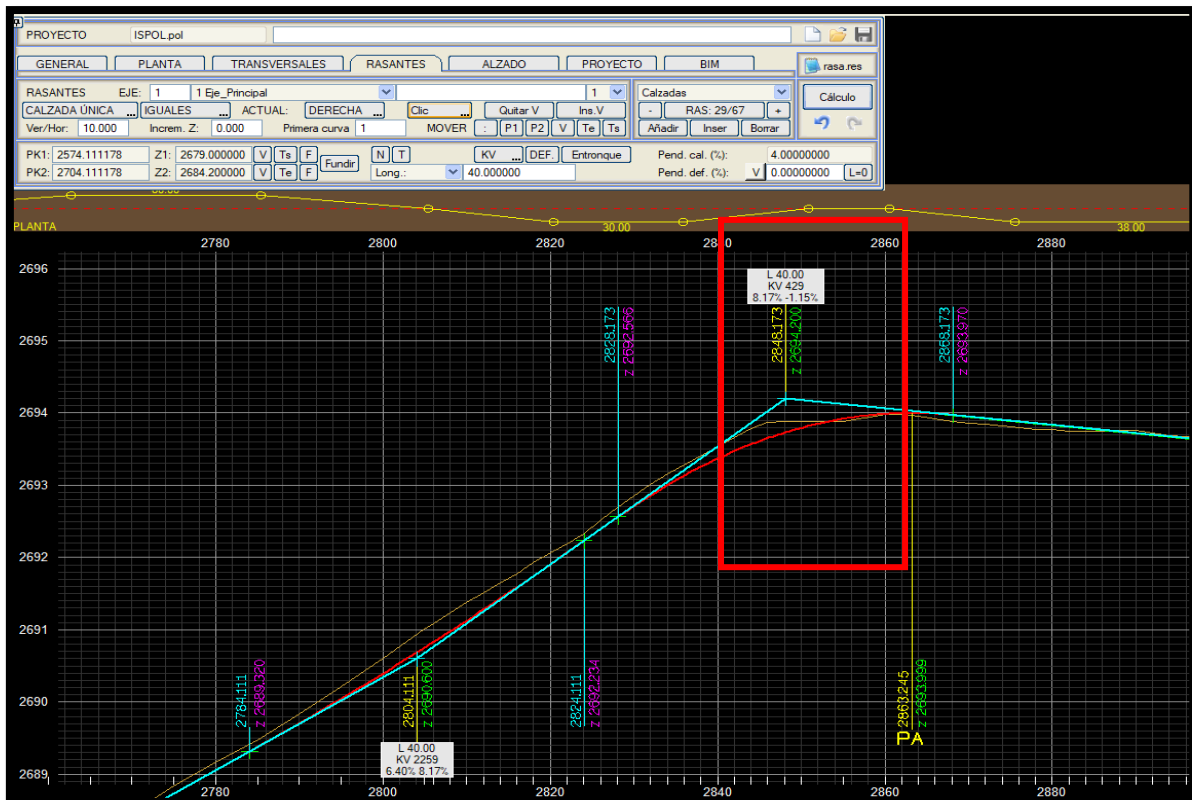 PROYECTO ISPOL.pol
GENERAL PLANTA TRANSVERSALES RASANTES ALZADO PROYECTO BIM rasa.res
RASANTES EJE: 1 1 Eje_Principal 1 Calzadas Cálculo
CALZADA ÚNICA ... IGUALES ... ACTUAL: DERECHA ... Clic ... Quitar V Ins.V - RAS: 29/67 +
Ver/Hor: 10.000 Increm. Z: 0.000 Primera curva 1 MOVER : P1 P2 V Te Ts Añadir Inser Borrar
PK1: 2574.111178 Z1: 2679.000000 V Ts F Fundir N T KV ... DEF. Entronque Pend. cal. (%): 4.00000000
PK2: 2704.111178 Z2: 2684.200000 V Te F Long.: 40.000000 Pend. def. (%): V 0.00000000 L=0
PLANTA 30.00 38.00
2780 2800 2820 2840 2860 2880
2696
L 40.00
KV 429
8.17% -1.15%
2828.173
z 2692.566
2848.173
z 2694.200
2868.173
z 2693.970
2695
2694
2693
2692
2691
2690
2689
2784.111
z 2689.320
2804.111
z 2690.600
2824.111
z 2692.234
2863.245
z 2693.999
PA
L 40.00
KV 2259
6.40% 8.17%
2780 2800 2820 2840 2860 2880